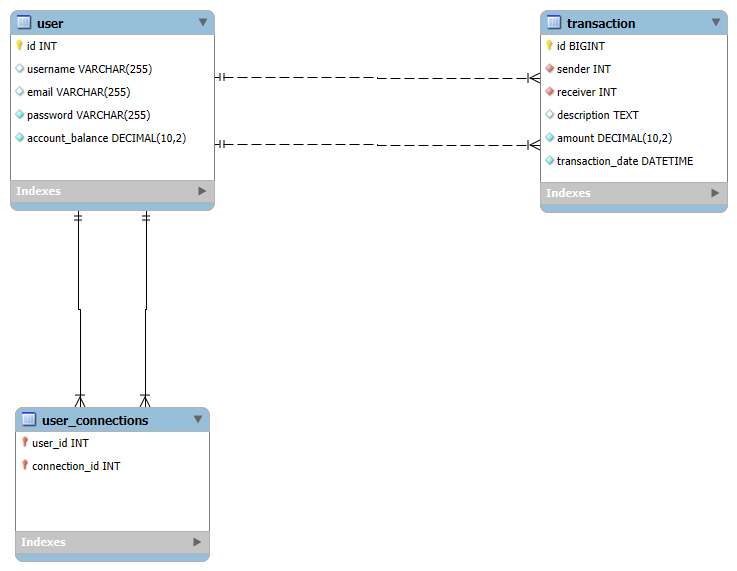 user
id INT
username VARCHAR(255)
email VARCHAR(255)
password VARCHAR(255)
account_balance DECIMAL(10,2)
Indexes
transaction
id BIGINT
sender INT
receiver INT
description TEXT
amount DECIMAL(10,2)
transaction_date DATETIME
Indexes
user_connections
user_id INT
connection_id INT
Indexes